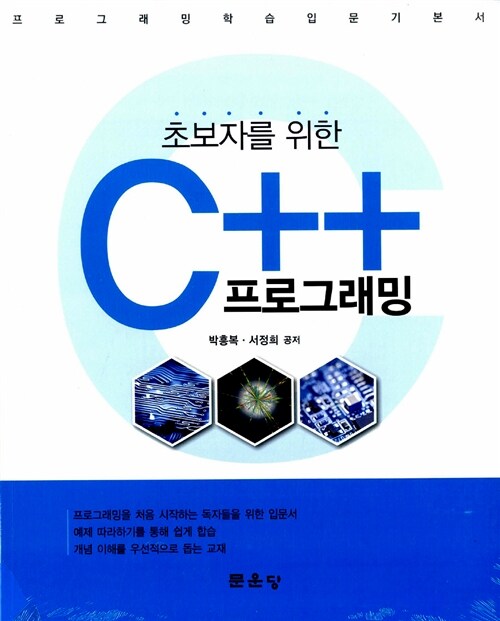 프로그래밍학습입문기본서
초보자를 위한
C++
프로그래밍
박흥복 · 서정희 공저
프로그래밍을 처음 시작하는 독자들을 위한 입문서
예제 따라하기를 통해 쉽게 합습
개념 이해를 우선적으로 돕는 교재
문운당